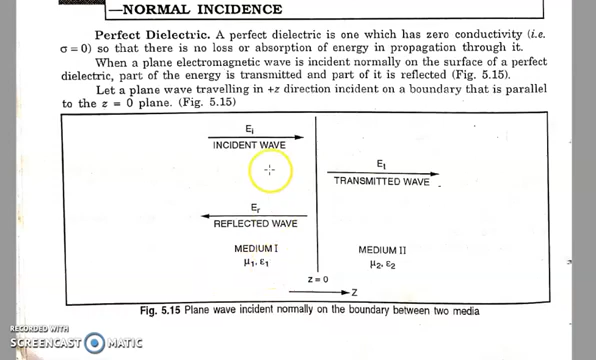 —NORMAL INCIDENCE
Perfect Dielectric. A perfect dielectric is one which has zero conductivity (i.e.
σ = 0) so that there is no loss or absorption of energy in propagation through it.
When a plane electromagnetic wave is incident normally on the surface of a perfect
dielectric, part of the energy is transmitted and part of it is reflected (Fig. 5.15).
Let a plane wave travelling in +z direction incident on a boundary that is parallel
to the z = 0 plane. (Fig. 5.15)
Ei
INCIDENT WAVE
Et
TRANSMITTED WAVE
Er
REFLECTED WAVE
MEDIUM I
μ1, ε1
MEDIUM II
μ2, ε2
z = 0
Z
Fig. 5.15 Plane wave incident normally on the boundary between two media
RECORDED WITH
SCREENCAST MATIC